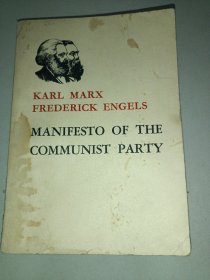 KARL MARX
FREDERICK ENGELS
MANIFESTO OF THE
COMMUNIST PARTY